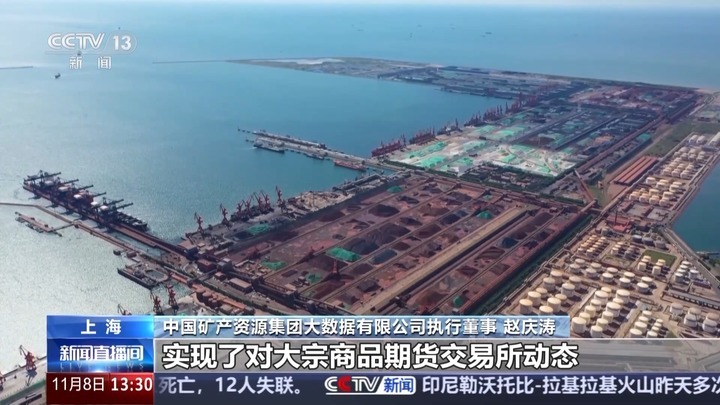 CCTV 13
新闻
上海
中国矿产资源集团大数据有限公司执行董事 赵庆涛
新闻直播间
实现了对大宗商品期货交易所动态
11月8日 13:30
死亡，12人失联。 CCTV 新闻 印尼勒沃托比-拉基拉基火山昨天多次